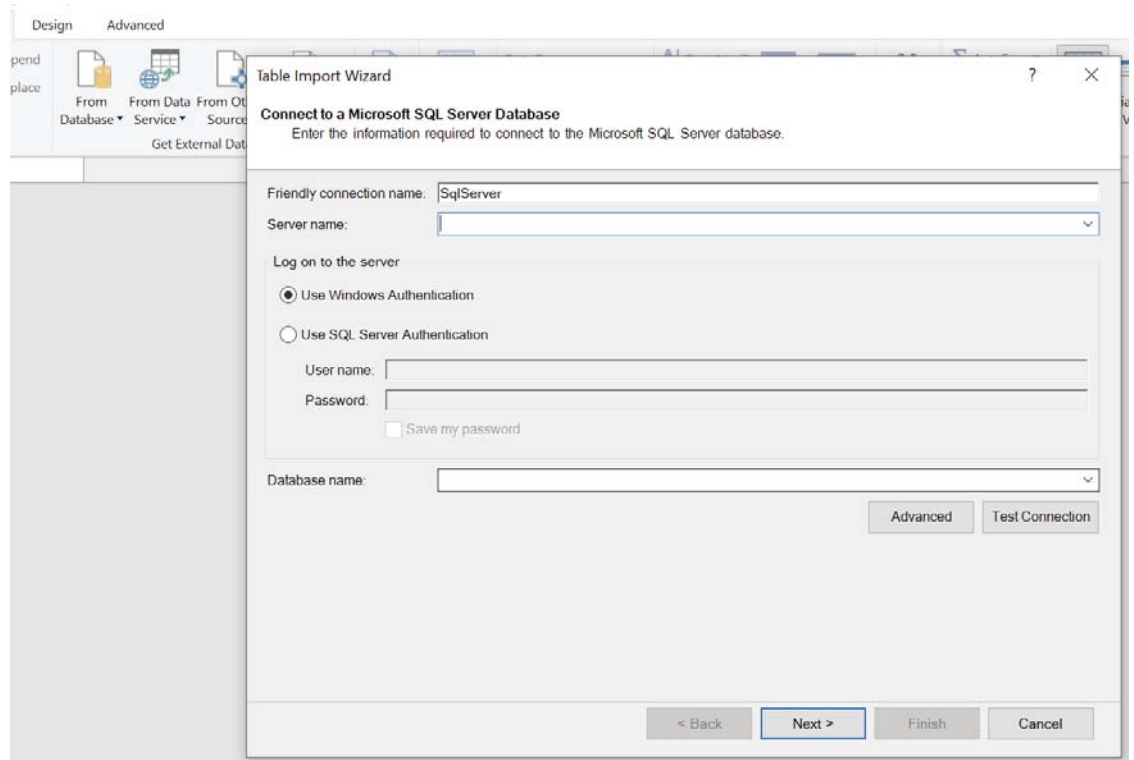 Design Advanced
pend
place
From Database
From Data Service
From Ot
Source
Get External Dat
Table Import Wizard
?
Connect to a Microsoft SQL Server Database
Enter the information required to connect to the Microsoft SQL Server database.
Friendly connection name: SqlServer
Server name:
Log on to the server
Use Windows Authentication
Use SQL Server Authentication
User name:
Password:
Save my password
Database name:
Advanced Test Connection
< Back Next > Finish Cancel